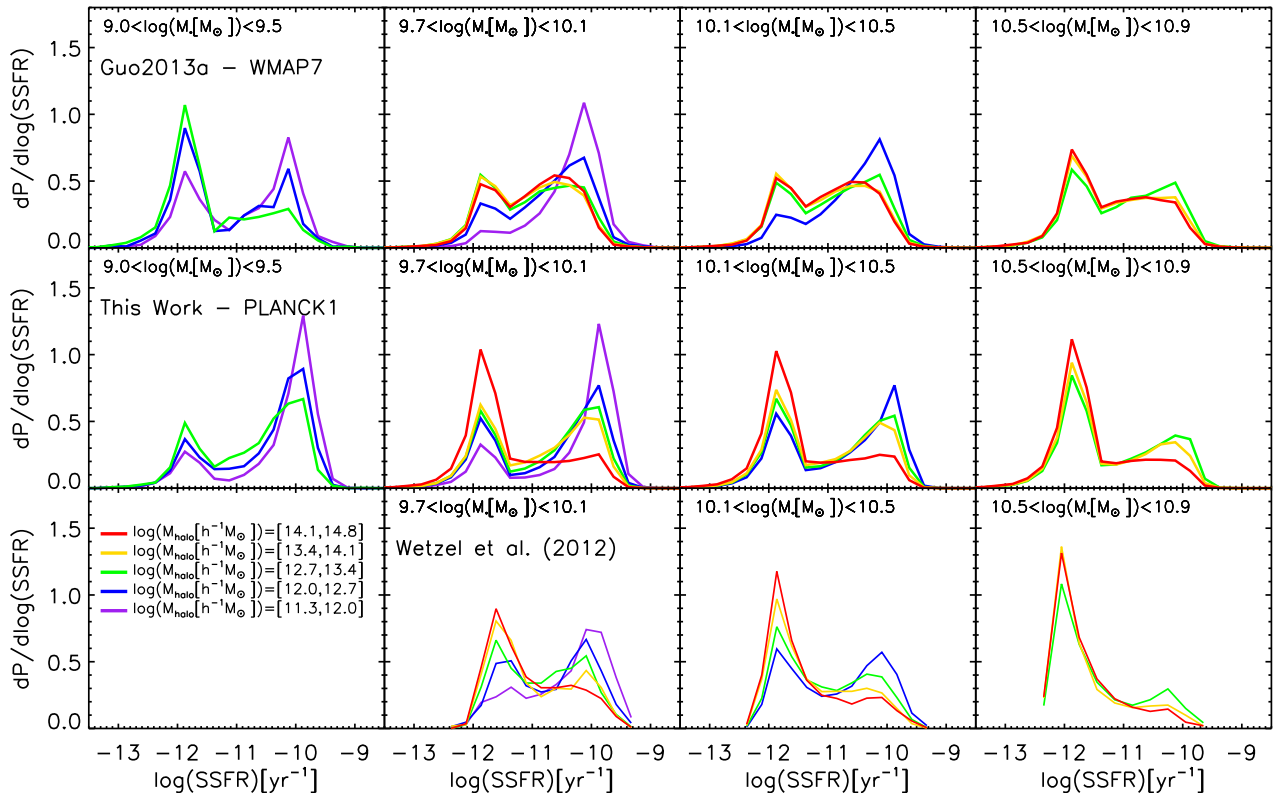 9.0<log(M*[M⊙])<9.5 9.7<log(M*[M⊙])<10.1 10.1<log(M*[M⊙])<10.5 10.5<log(M*[M⊙])<10.9
Guo2013a – WMAP7
dP/dlog(SSFR)
1.5
1.0
0.5
0.0
9.0<log(M*[M⊙])<9.5 9.7<log(M*[M⊙])<10.1 10.1<log(M*[M⊙])<10.5 10.5<log(M*[M⊙])<10.9
This Work – PLANCK1
dP/dlog(SSFR)
1.5
1.0
0.5
0.0
9.7<log(M*[M⊙])<10.1 10.1<log(M*[M⊙])<10.5 10.5<log(M*[M⊙])<10.9
Wetzel et al. (2012)
dP/dlog(SSFR)
1.5
1.0
0.5
0.0
log(Mhalo[h⁻¹M⊙])=[14.1,14.8]
log(Mhalo[h⁻¹M⊙])=[13.4,14.1]
log(Mhalo[h⁻¹M⊙])=[12.7,13.4]
log(Mhalo[h⁻¹M⊙])=[12.0,12.7]
log(Mhalo[h⁻¹M⊙])=[11.3,12.0]
−13 −12 −11 −10 −9 −13 −12 −11 −10 −9 −13 −12 −11 −10 −9 −13 −12 −11 −10 −9
log(SSFR)[yr⁻¹] log(SSFR)[yr⁻¹] log(SSFR)[yr⁻¹] log(SSFR)[yr⁻¹]